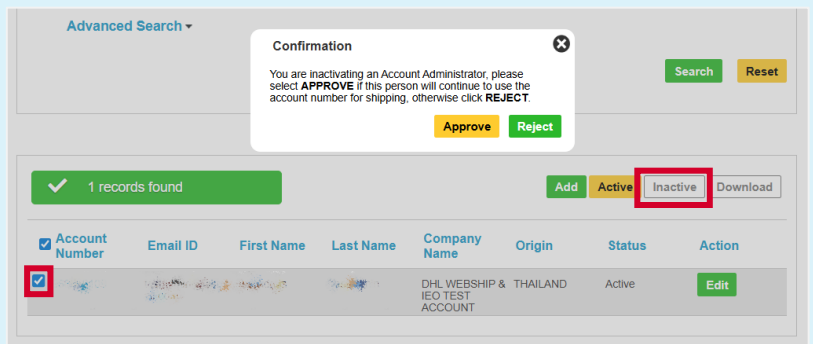 Advanced Search
Confirmation
You are inactivating an Account Administrator, please
select APPROVE if this person will continue to use the
account number for shipping, otherwise click REJECT.
Approve Reject
Search Reset
1 records found
Add Active Inactive Download
Account
Number
Email ID
First Name
Last Name
Company
Name
Origin
Status
Action
DHL WEBSHIP &
IEO TEST
ACCOUNT
THAILAND
Active
Edit